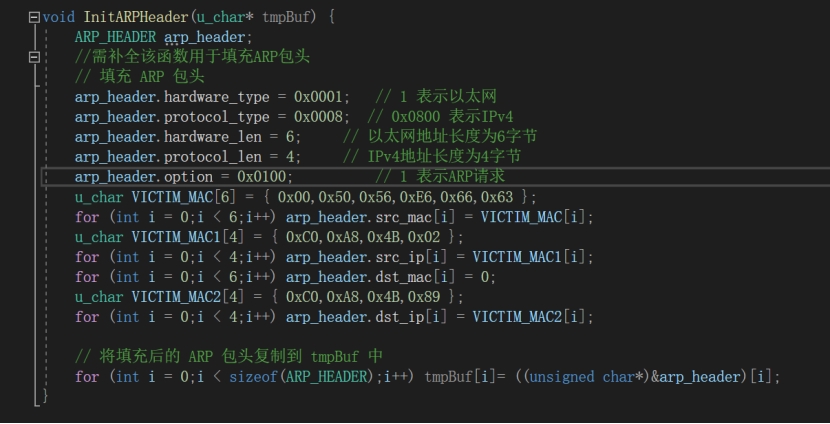 void InitARPHeader(u_char* tmpBuf) {
ARP_HEADER arp_header;
//需补全该函数用于填充ARP包头
// 填充 ARP 包头
arp_header.hardware_type = 0x0001; // 1 表示以太网
arp_header.protocol_type = 0x0008; // 0x0800 表示IPv4
arp_header.hardware_len = 6; // 以太网地址长度为6字节
arp_header.protocol_len = 4; // IPv4地址长度为4字节
arp_header.option = 0x0100; // 1 表示ARP请求
u_char VICTIM_MAC[6] = { 0x00,0x50,0x56,0xE6,0x66,0x63 };
for (int i = 0;i < 6;i++) arp_header.src_mac[i] = VICTIM_MAC[i];
u_char VICTIM_MAC1[4] = { 0xC0,0xA8,0x4B,0x02 };
for (int i = 0;i < 4;i++) arp_header.src_ip[i] = VICTIM_MAC1[i];
for (int i = 0;i < 6;i++) arp_header.dst_mac[i] = 0;
u_char VICTIM_MAC2[4] = { 0xC0,0xA8,0x4B,0x89 };
for (int i = 0;i < 4;i++) arp_header.dst_ip[i] = VICTIM_MAC2[i];
// 将填充后的 ARP 包头复制到 tmpBuf 中
for (int i = 0;i < sizeof(ARP_HEADER);i++) tmpBuf[i]= ((unsigned char*)&arp_header)[i];
}